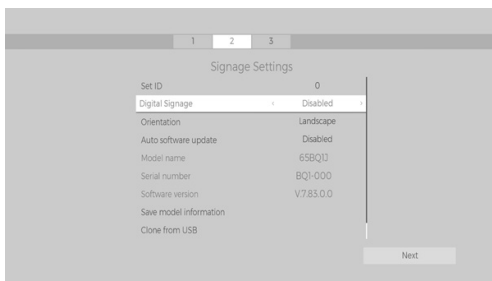 1 2 3
Signage Settings
Set ID 0
Digital Signage < Disabled >
Orientation Landscape
Auto software update Disabled
Model name 65BQ1J
Serial number BQ1-000
Software version V.7.83.0.0
Save model information
Clone from USB
Next